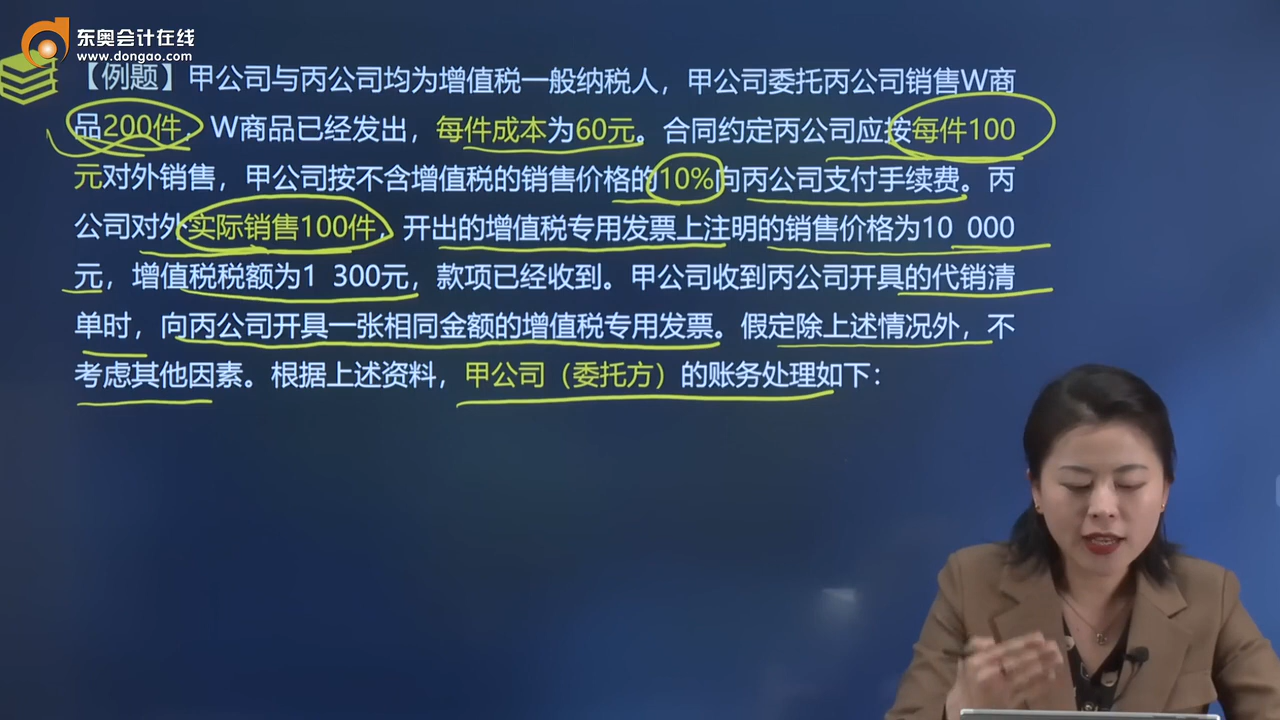 东奥会计在线
www.dongao.com
【例题】甲公司与丙公司均为增值税一般纳税人，甲公司委托丙公司销售W商
品200件，W商品已经发出，每件成本为60元。合同约定丙公司应按每件100
元对外销售，甲公司按不含增值税的销售价格的10%向丙公司支付手续费。丙
公司对外实际销售100件，开出的增值税专用发票上注明的销售价格为10 000
元，增值税税额为1 300元，款项已经收到。甲公司收到丙公司开具的代销清
单时，向丙公司开具一张相同金额的增值税专用发票。假定除上述情况外，不
考虑其他因素。根据上述资料，甲公司（委托方）的账务处理如下：